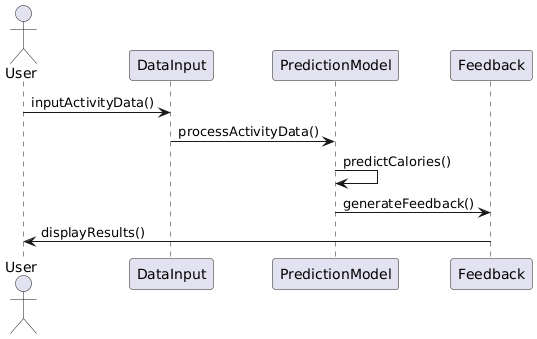 User
DataInput
PredictionModel
Feedback
inputActivityData()
processActivityData()
predictCalories()
generateFeedback()
displayResults()
User
DataInput
PredictionModel
Feedback